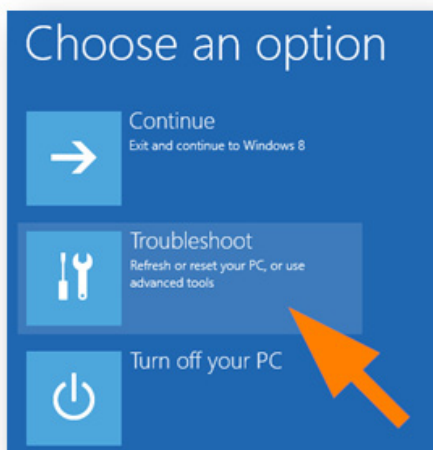 Choose an option
Continue
Exit and continue to Windows 8
Troubleshoot
Refresh or reset your PC, or use
advanced tools
Turn off your PC